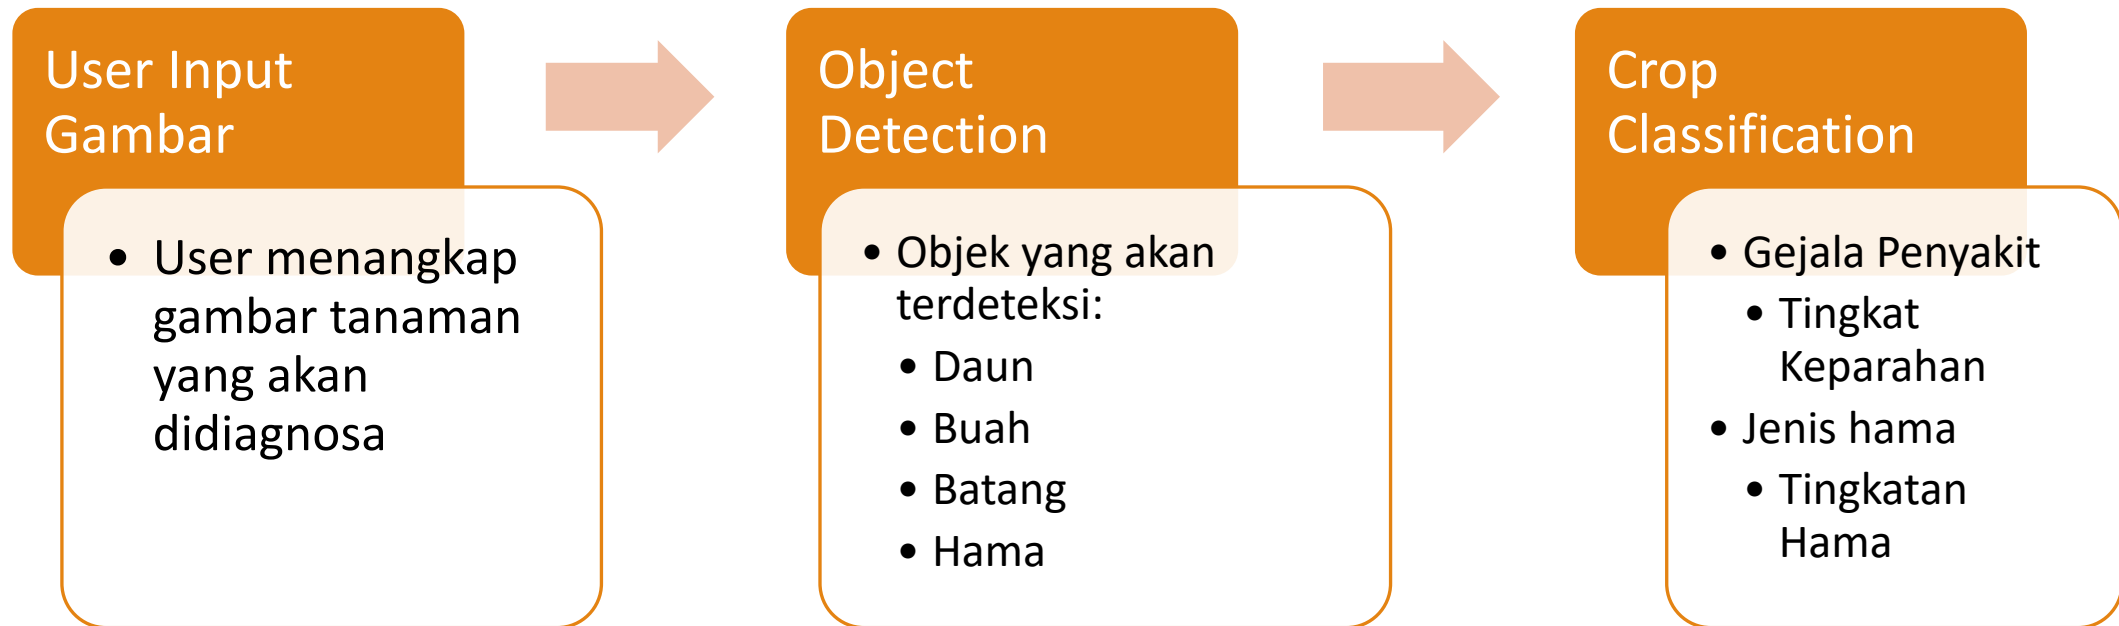 User Input
Gambar
• User menangkap
gambar tanaman
yang akan
didiagnosa
Object
Detection
• Objek yang akan
terdeteksi:
• Daun
• Buah
• Batang
• Hama
Crop
Classification
• Gejala Penyakit
• Tingkat
Keparahan
• Jenis hama
• Tingkatan
Hama